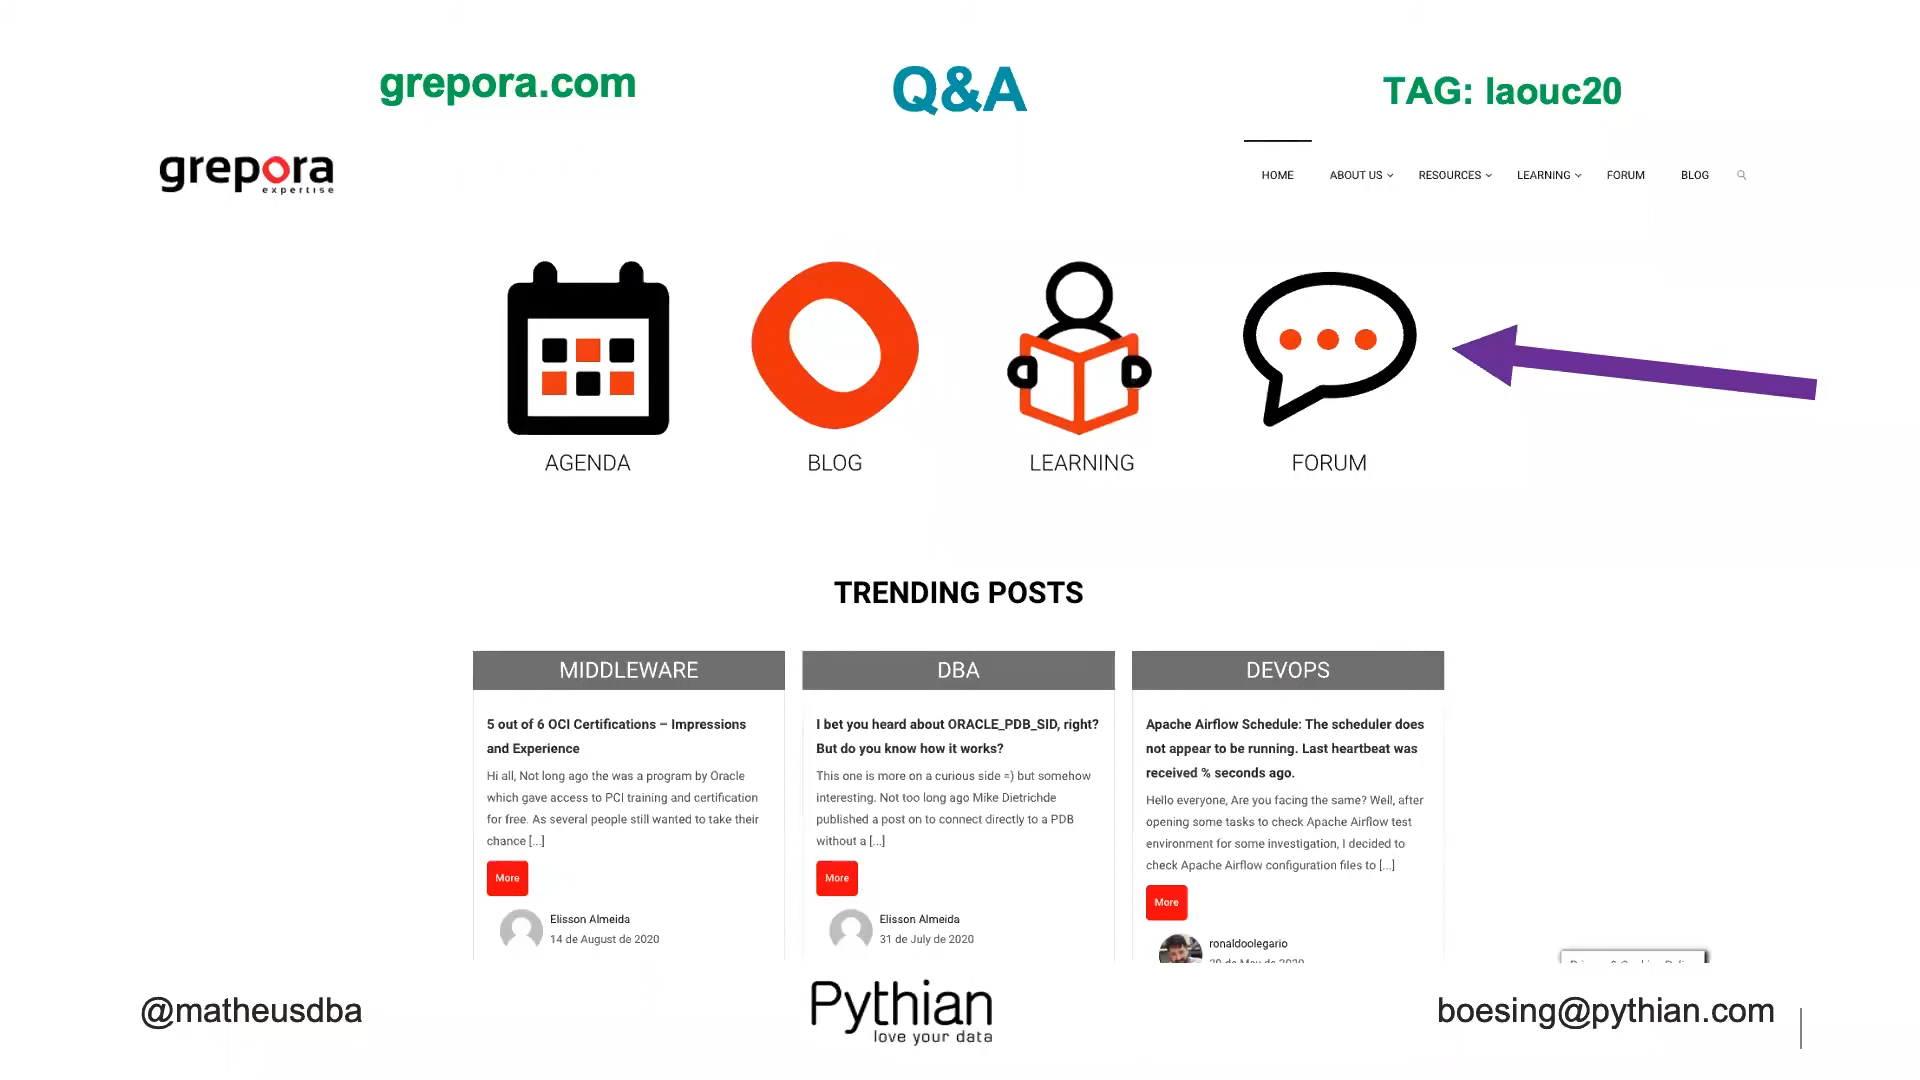 grepora.com
Q&A
TAG: laouc20
grepora
expertise
HOME
ABOUT US
RESOURCES
LEARNING
FORUM
BLOG
AGENDA
BLOG
LEARNING
FORUM
TRENDING POSTS
MIDDLEWARE
5 out of 6 OCI Certifications – Impressions
and Experience
Hi all, Not long ago the was a program by Oracle
which gave access to PCI training and certification
for free. As several people still wanted to take their
chance [...]
More
Elisson Almeida
14 de August de 2020
DBA
I bet you heard about ORACLE_PDB_SID, right?
But do you know how it works?
This one is more on a curious side =) but somehow
interesting. Not too long ago Mike Dietrichde
published a post on to connect directly to a PDB
without a [...]
More
Elisson Almeida
31 de July de 2020
DEVOPS
Apache Airflow Schedule: The scheduler does
not appear to be running. Last heartbeat was
received % seconds ago.
Hello everyone, Are you facing the same? Well, after
opening some tasks to check Apache Airflow test
environment for some investigation, I decided to
check Apache Airflow configuration files to [...]
More
ronaldoolegario
@matheusdba
Pythian
love your data
boesing@pythian.com